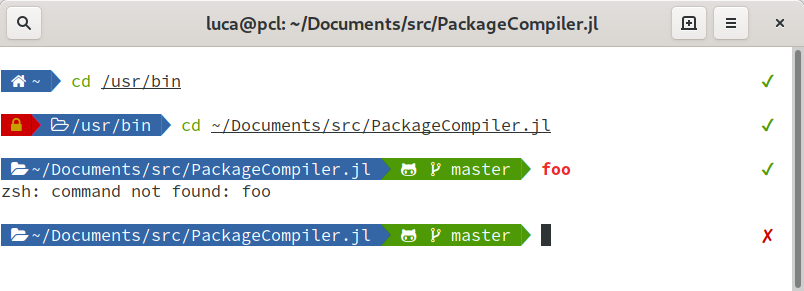 luca@pcl: ~/Documents/src/PackageCompiler.jl
~ cd /usr/bin ✓
/usr/bin cd ~/Documents/src/PackageCompiler.jl ✓
~/Documents/src/PackageCompiler.jl master foo ✓
zsh: command not found: foo
~/Documents/src/PackageCompiler.jl master ✗